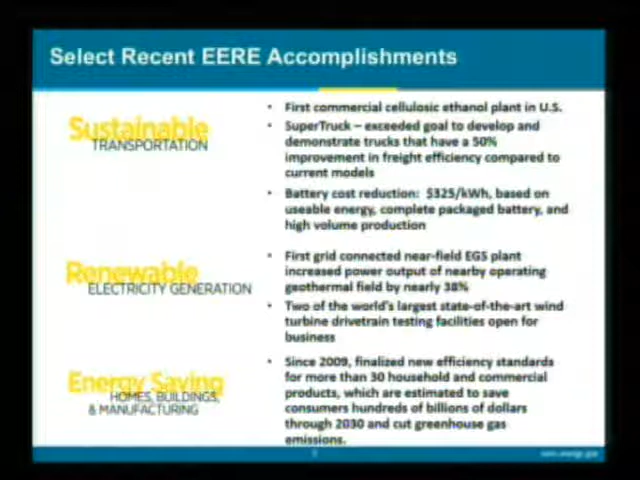 Select Recent EERE Accomplishments
Sustainable
TRANSPORTATION
• First commercial cellulosic ethanol plant in U.S.
• SuperTruck – exceeded goal to develop and
demonstrate trucks that have a 50%
improvement in freight efficiency compared to
current models
• Battery cost reduction: $325/kWh, based on
useable energy, complete packaged battery, and
high volume production
Renewable
ELECTRICITY GENERATION
• First grid connected near-field EGS plant
increased power output of nearby operating
geothermal field by nearly 38%
• Two of the world's largest state-of-the-art wind
turbine drivetrain testing facilities open for
business
Energy Saving
HOMES, BUILDINGS,
& MANUFACTURING
• Since 2009, finalized new efficiency standards
for more than 30 household and commercial
products, which are estimated to save
consumers hundreds of billions of dollars
through 2030 and cut greenhouse gas
emissions.